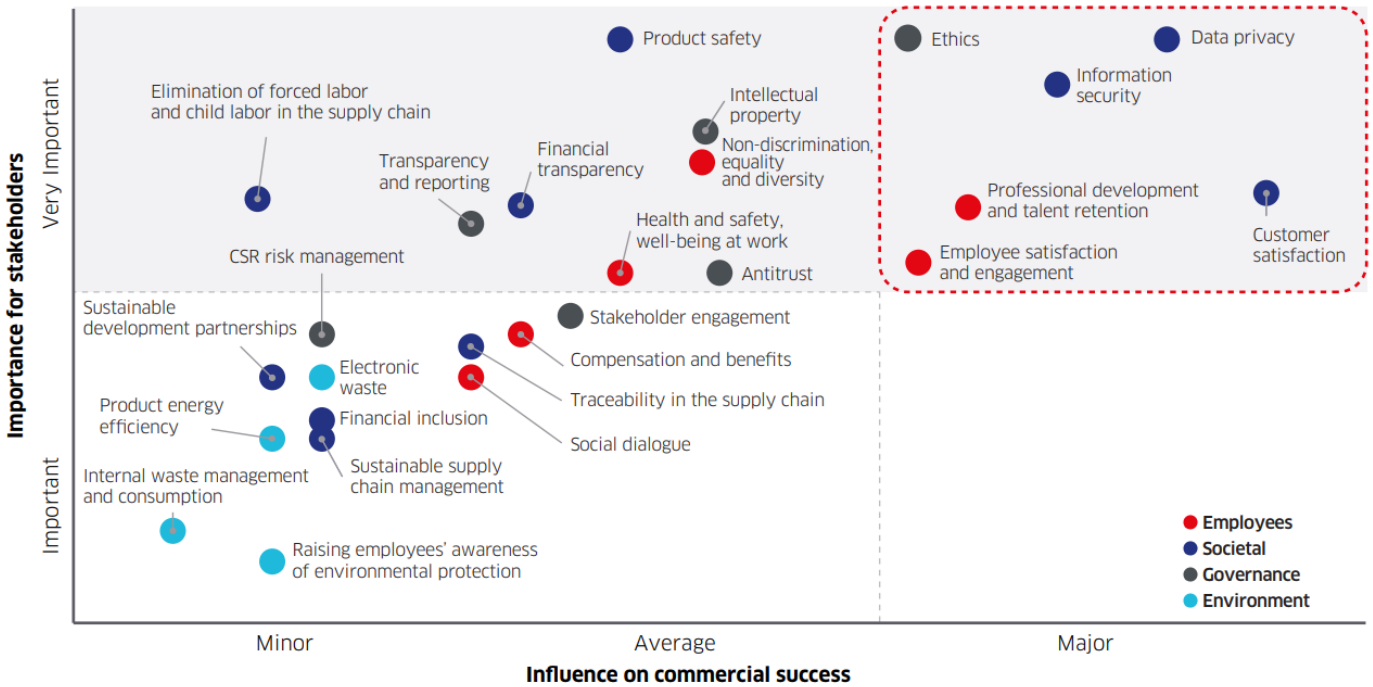 Importance for stakeholders
Very Important
Important
Product safety
Ethics
Data privacy
Information
security
Elimination of forced labor
and child labor in the supply chain
Intellectual
property
Non-discrimination,
equality
and diversity
Financial
transparency
Transparency
and reporting
Professional development
and talent retention
Customer
satisfaction
Health and safety,
well-being at work
Employee satisfaction
and engagement
Antitrust
CSR risk management
Sustainable
development partnerships
Stakeholder engagement
Compensation and benefits
Electronic
waste
Traceability in the supply chain
Product energy
efficiency
Financial inclusion
Social dialogue
Sustainable supply
chain management
Internal waste management
and consumption
Raising employees’ awareness
of environmental protection
Employees
Societal
Governance
Environment
Minor
Average
Major
Influence on commercial success